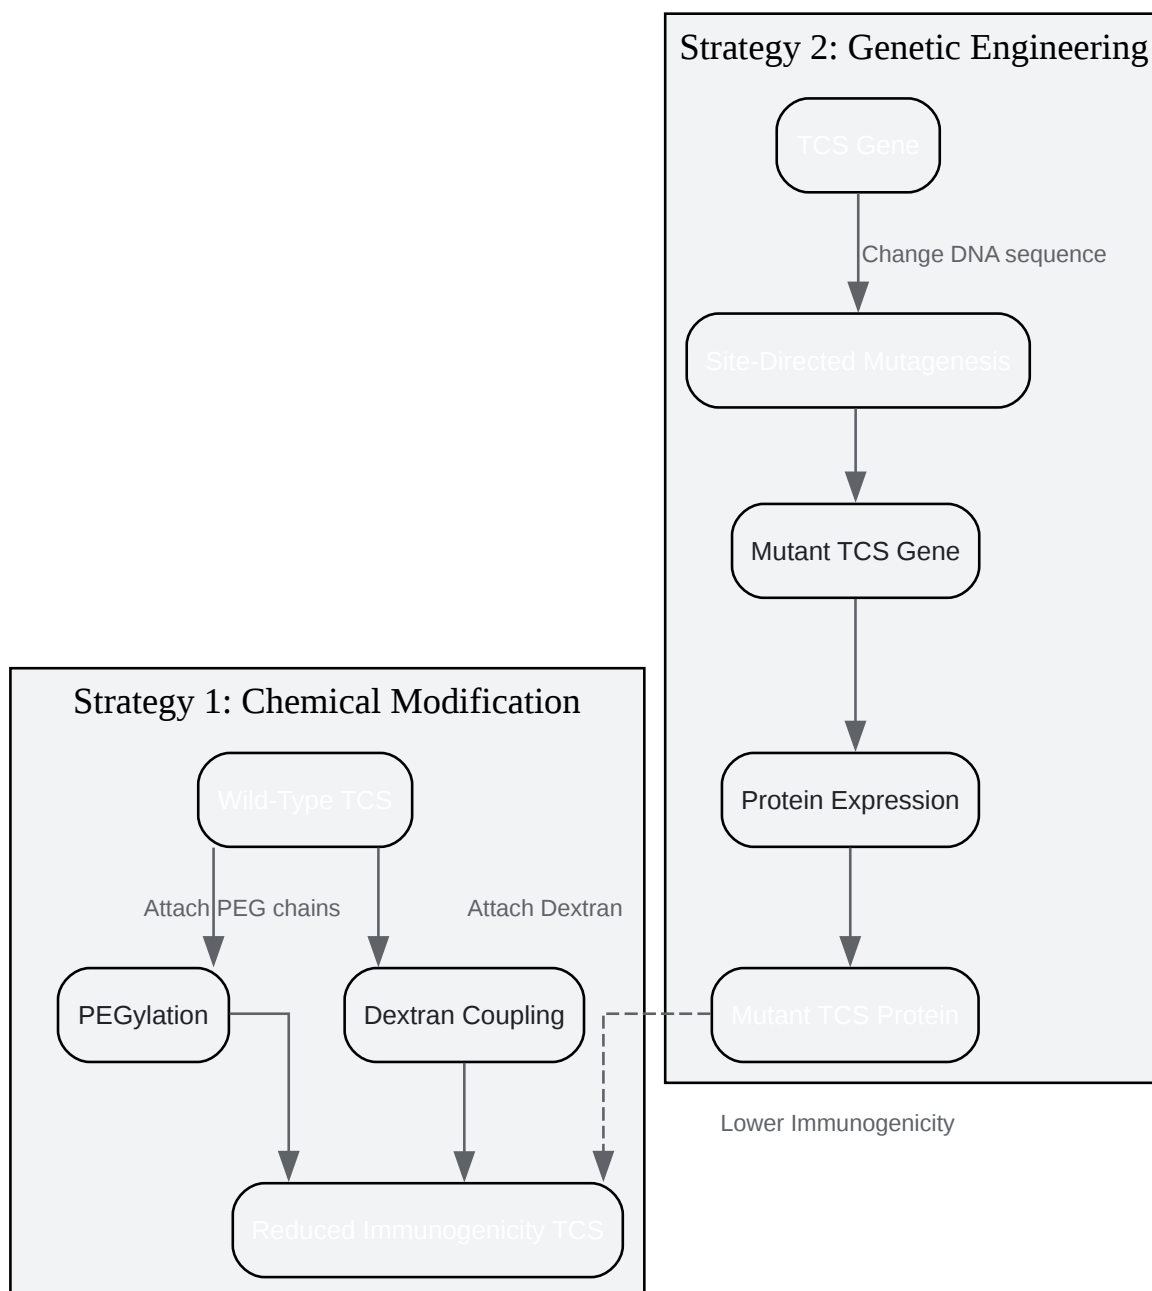 Strategy 2: Genetic Engineering
TCS Gene
Change DNA sequence
Site-Directed Mutagenesis
Mutant TCS Gene
Protein Expression
Mutant TCS Protein
Lower Immunogenicity
Strategy 1: Chemical Modification
Wild-Type TCS
Attach PEG chains
Attach Dextran
PEGylation
Dextran Coupling
Reduced Immunogenicity TCS